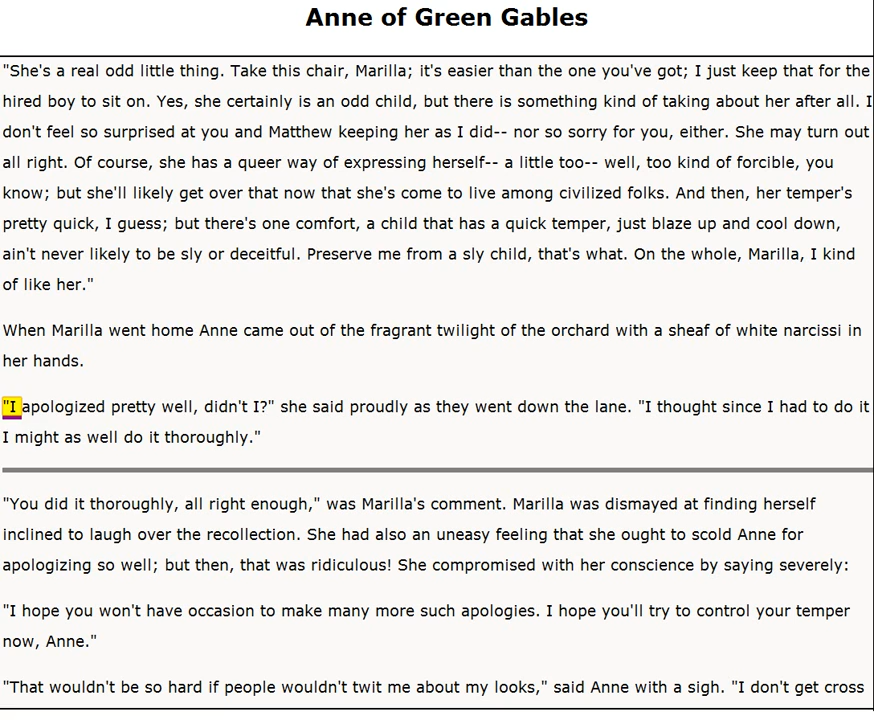 Anne of Green Gables
"She's a real odd little thing. Take this chair, Marilla; it's easier than the one you've got; I just keep that for the
hired boy to sit on. Yes, she certainly is an odd child, but there is something kind of taking about her after all. I
don't feel so surprised at you and Matthew keeping her as I did-- nor so sorry for you, either. She may turn out
all right. Of course, she has a queer way of expressing herself-- a little too-- well, too kind of forcible, you
know; but she'll likely get over that now that she's come to live among civilized folks. And then, her temper's
pretty quick, I guess; but there's one comfort, a child that has a quick temper, just blaze up and cool down,
ain't never likely to be sly or deceitful. Preserve me from a sly child, that's what. On the whole, Marilla, I kind
of like her."
When Marilla went home Anne came out of the fragrant twilight of the orchard with a sheaf of white narcissi in
her hands.
"I apologized pretty well, didn't I?" she said proudly as they went down the lane. "I thought since I had to do it
I might as well do it thoroughly."
"You did it thoroughly, all right enough," was Marilla's comment. Marilla was dismayed at finding herself
inclined to laugh over the recollection. She had also an uneasy feeling that she ought to scold Anne for
apologizing so well; but then, that was ridiculous! She compromised with her conscience by saying severely:
"I hope you won't have occasion to make many more such apologies. I hope you'll try to control your temper
now, Anne."
"That wouldn't be so hard if people wouldn't twit me about my looks," said Anne with a sigh. "I don't get cross